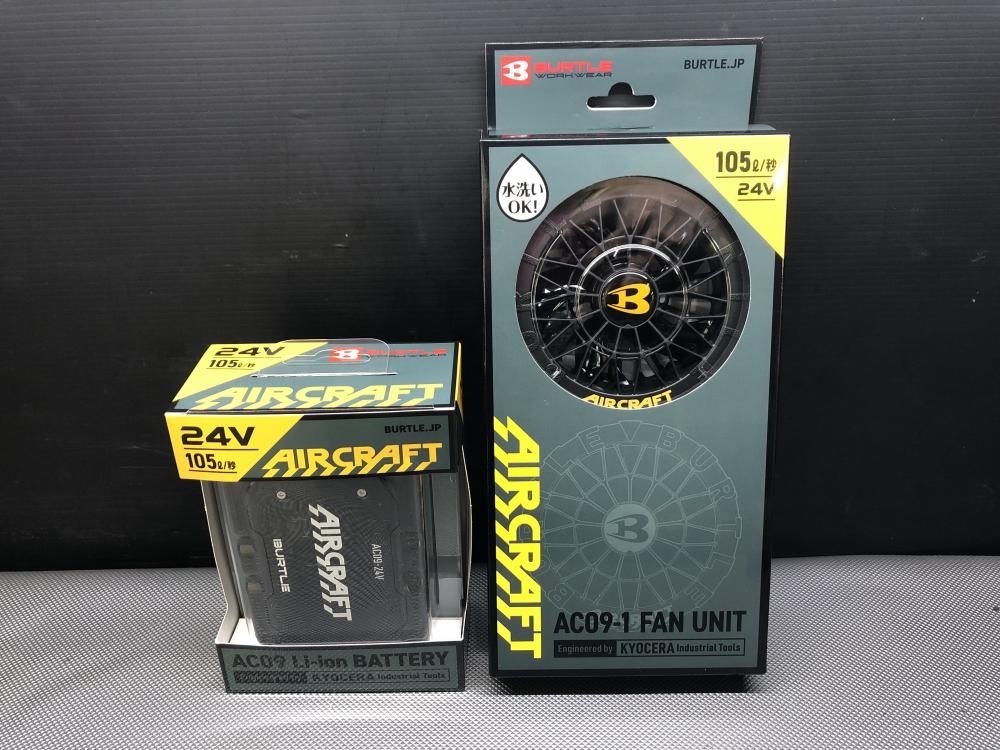 BURTLE
WORKWEAR
BURTLE.JP
105ℓ/秒
24V
水洗い
OK!
B
AIRCRAFT
AIRCRAFT
B
AC09-1 FAN UNIT
Engineered by KYOCERA Industrial Tools
24V
105ℓ/秒
BURTLE
AIRCRAFT
24V
105ℓ/秒
BURTLE.JP
AIRCRAFT
AIRCRAFT
BURTLE
AC09-24V
AC09 Li-ion BATTERY
KYOCERA Industrial Tools